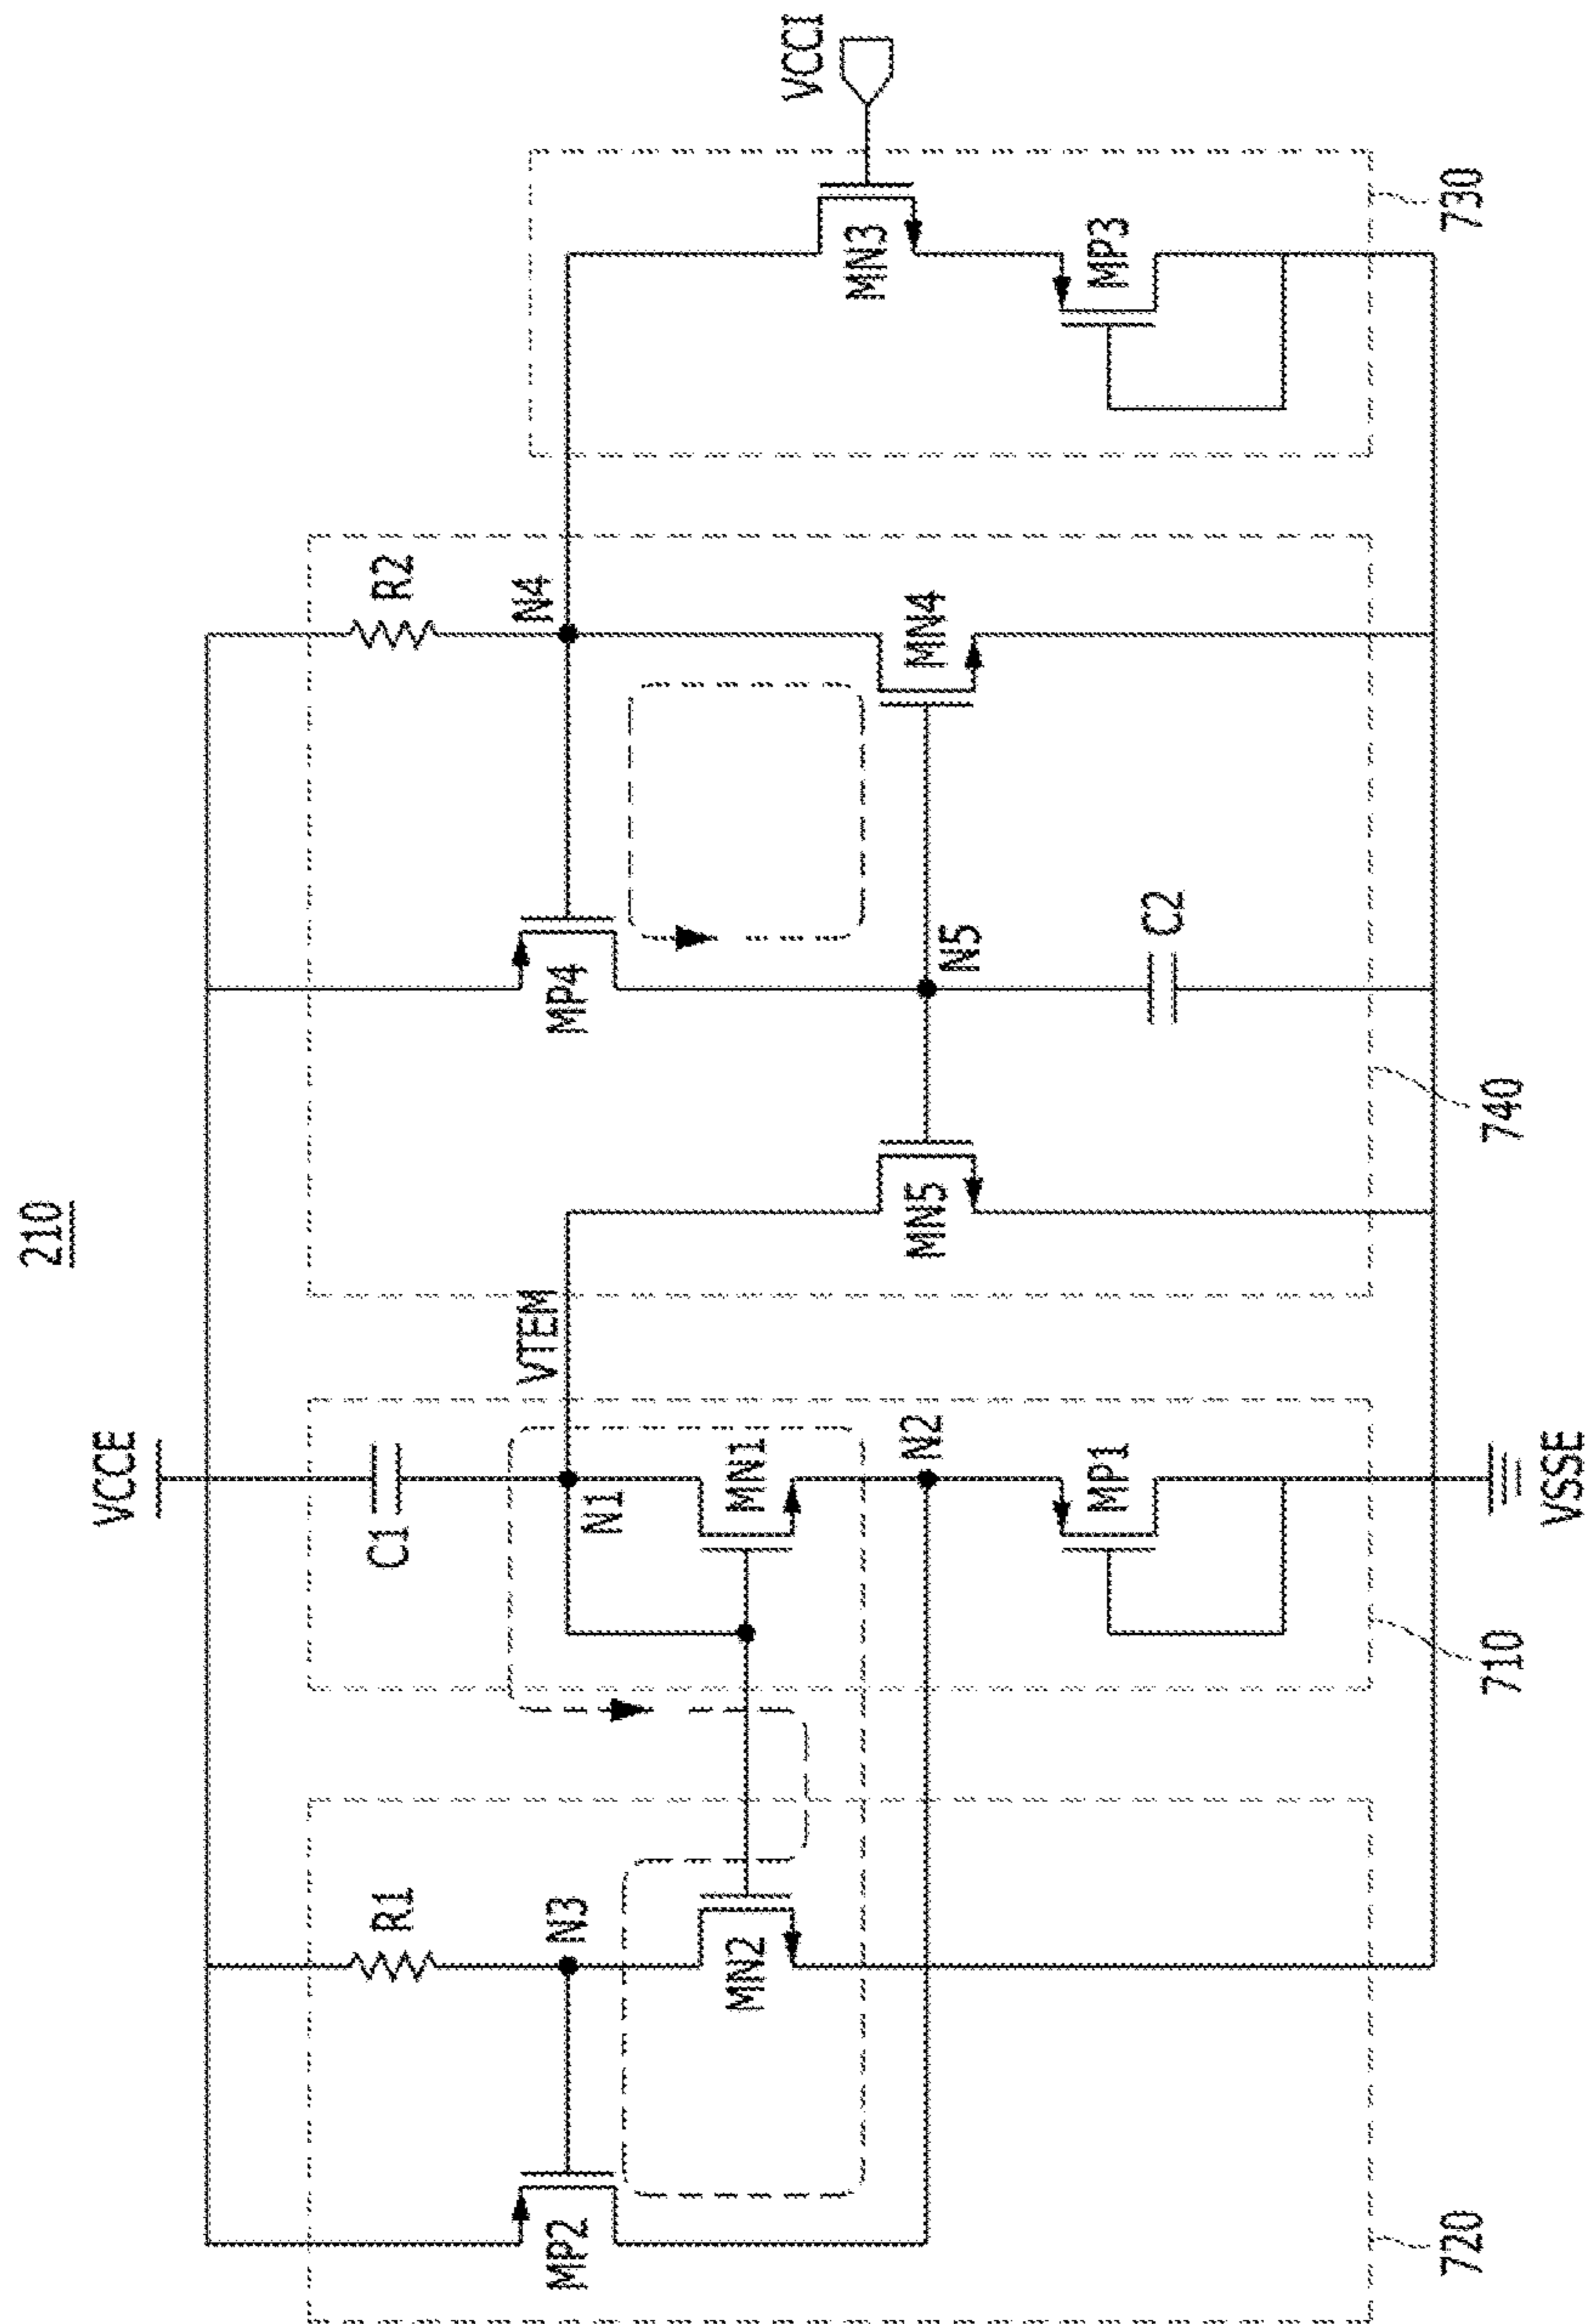 210
VCCE
R1
C1
R2
N3
N1
VTEM
N4
VCCI
MP2
MN2
MN1
MP4
MN3
N2
MN5
N5
MN4
MP1
C2
MP3
720
710
740
730
VSSE